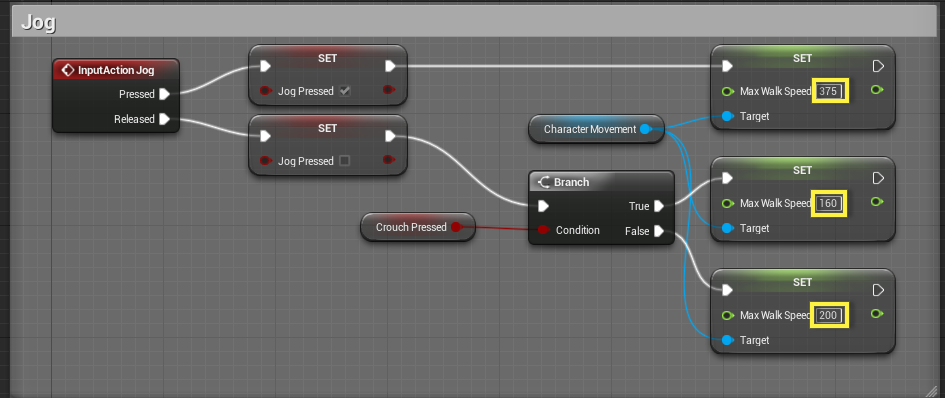 Jog
InputAction Jog
Pressed
Released
SET
Jog Pressed
SET
Jog Pressed
Crouch Pressed
Character Movement
Branch
True
Condition
False
SET
Max Walk Speed 375
Target
SET
Max Walk Speed 160
Target
SET
Max Walk Speed 200
Target